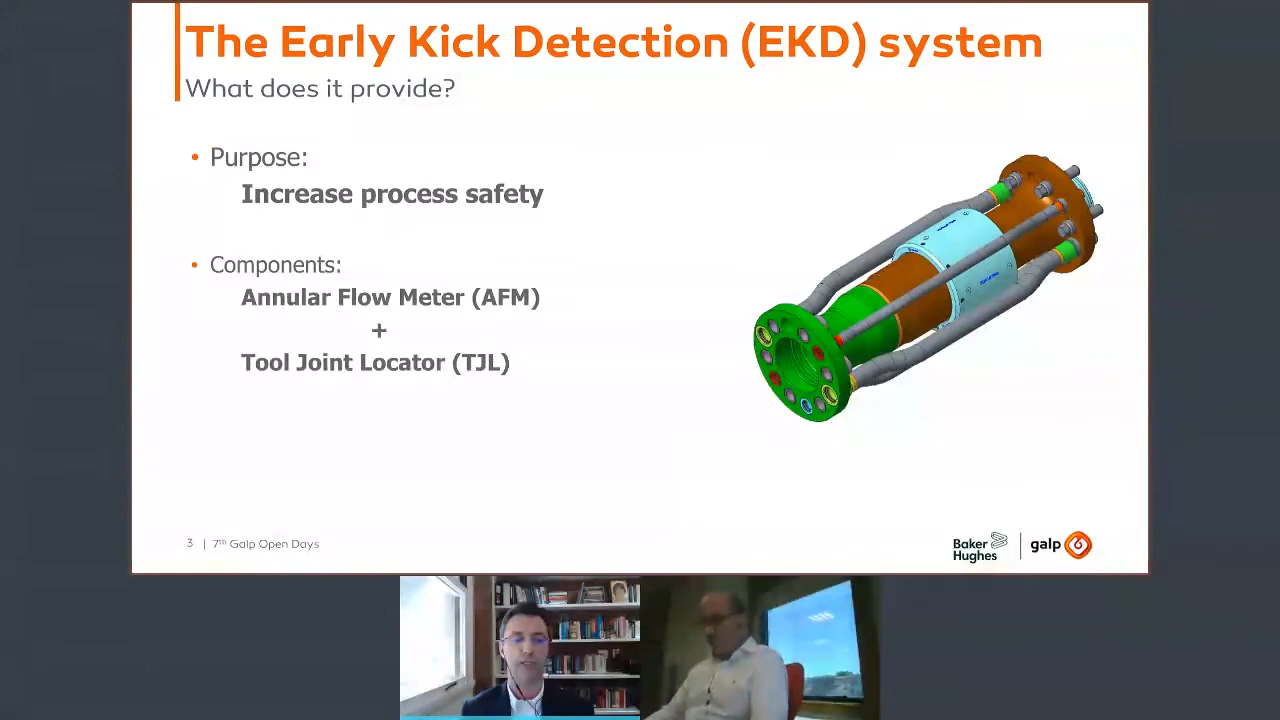 The Early Kick Detection (EKD) system
What does it provide?
• Purpose:
Increase process safety
• Components:
Annular Flow Meter (AFM)
+
Tool Joint Locator (TJL)
3 | 7th Galp Open Days
Baker
Hughes
galp